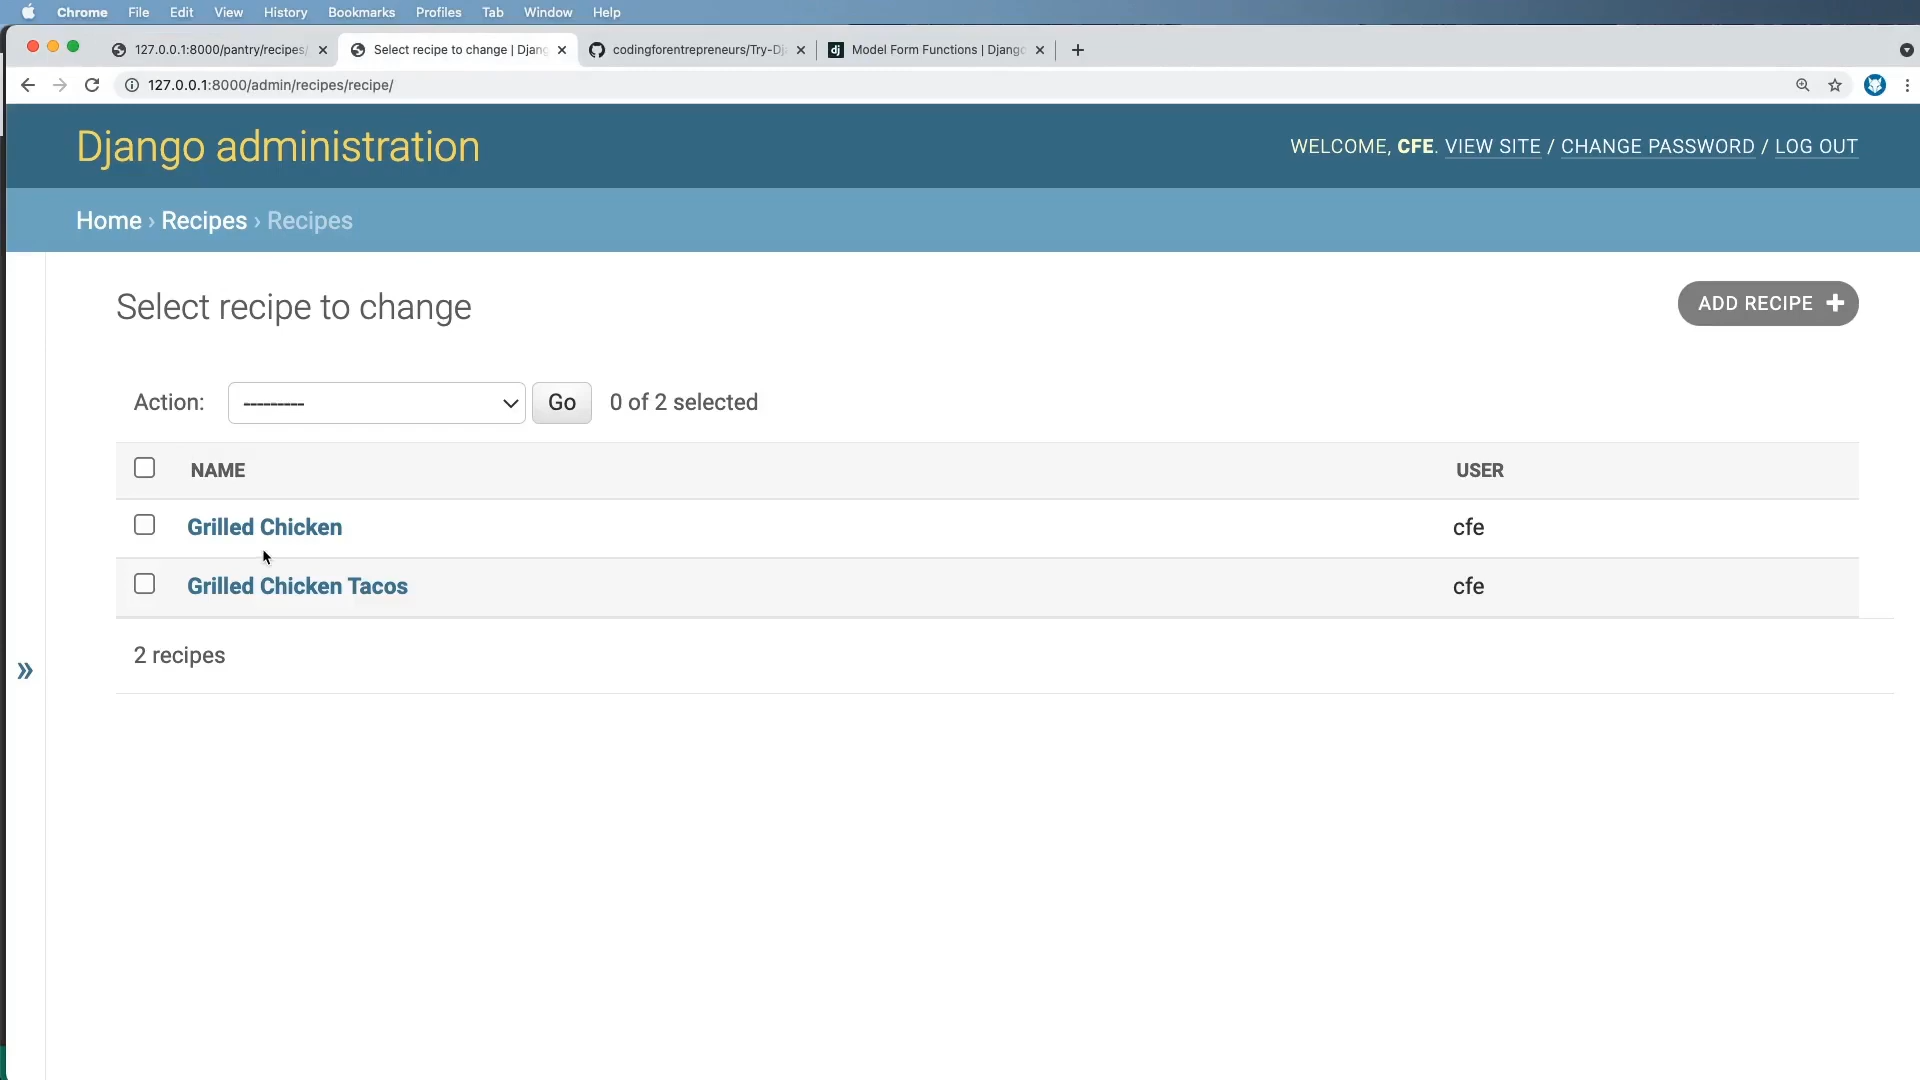 Chrome File Edit View History Bookmarks Profiles Tab Window Help
127.0.0.1:8000/pantry/recipes/ Select recipe to change | Djang codingforentrepreneurs/Try-Dj Model Form Functions | Django
127.0.0.1:8000/admin/recipes/recipe/
Django administration
WELCOME, CFE. VIEW SITE / CHANGE PASSWORD / LOG OUT
Home › Recipes › Recipes
Select recipe to change
ADD RECIPE +
Action: --------- Go 0 of 2 selected
NAME USER
Grilled Chicken cfe
Grilled Chicken Tacos cfe
2 recipes
»